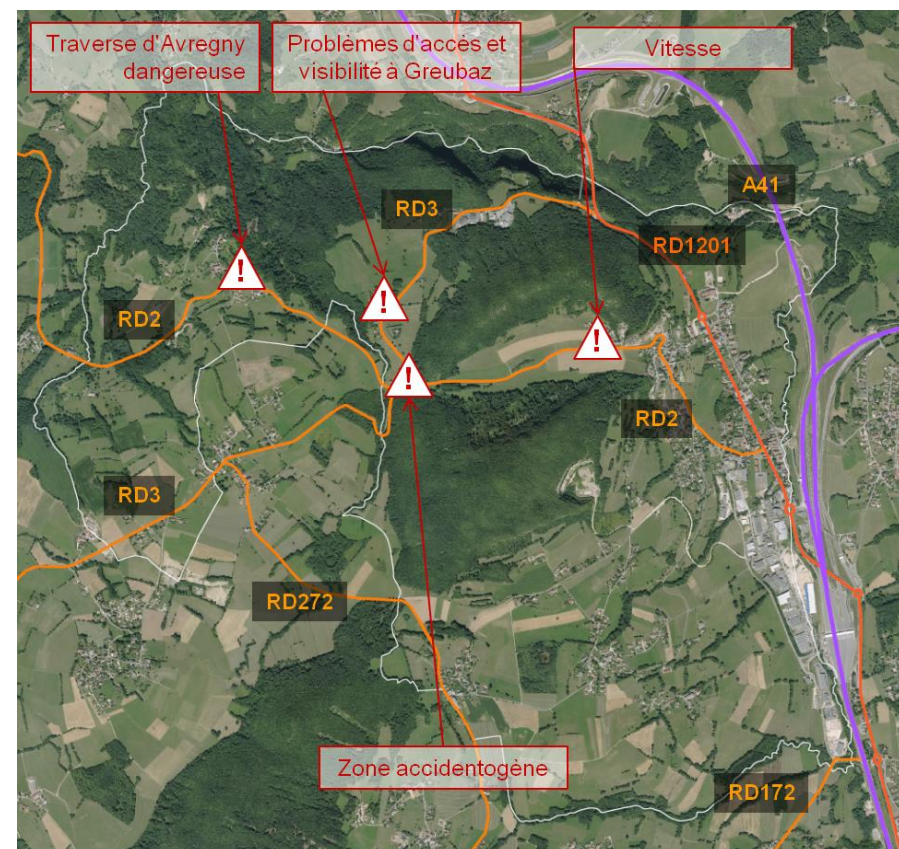 Traverse d'Avregny
dangereuse
Problèmes d'accès et
visibilité à Greubaz
Vitesse
A41
RD3
RD1201
!
!
RD2
!
!
RD2
RD3
RD272
Zone accidentogène
RD172